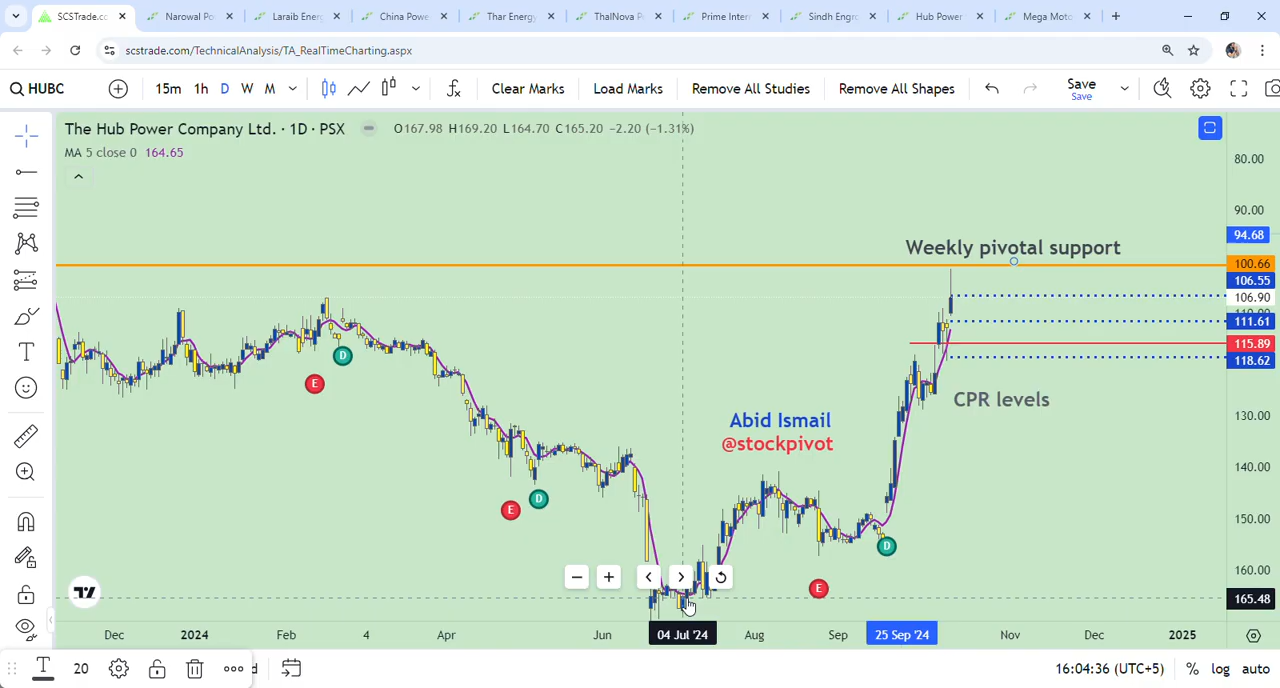 SCSTrade.co
Narowal Po
Laraib Ener
China Powe
Thar Energy
ThalNova P
Prime Inter
Sindh Engr
Hub Power
Mega Moto
scstrade.com/TechnicalAnalysis/TA_RealTimeCharting.aspx
HUBC
15m 1h D W M
Clear Marks
Load Marks
Remove All Studies
Remove All Shapes
Save
Save
The Hub Power Company Ltd. · 1D · PSX
O167.98 H169.20 L164.70 C165.20 −2.20 (−1.31%)
MA 5 close 0 164.65
80.00
90.00
94.68
Weekly pivotal support
100.66
106.55
106.90
111.61
115.89
118.62
CPR levels
130.00
Abid Ismail
@stockpivot
140.00
150.00
160.00
165.48
E
D
E
D
E
D
Dec
2024
Feb
4
Apr
Jun
04 Jul '24
Aug
Sep
25 Sep '24
Nov
Dec
2025
T
20
16:04:36 (UTC+5)
%
log
auto